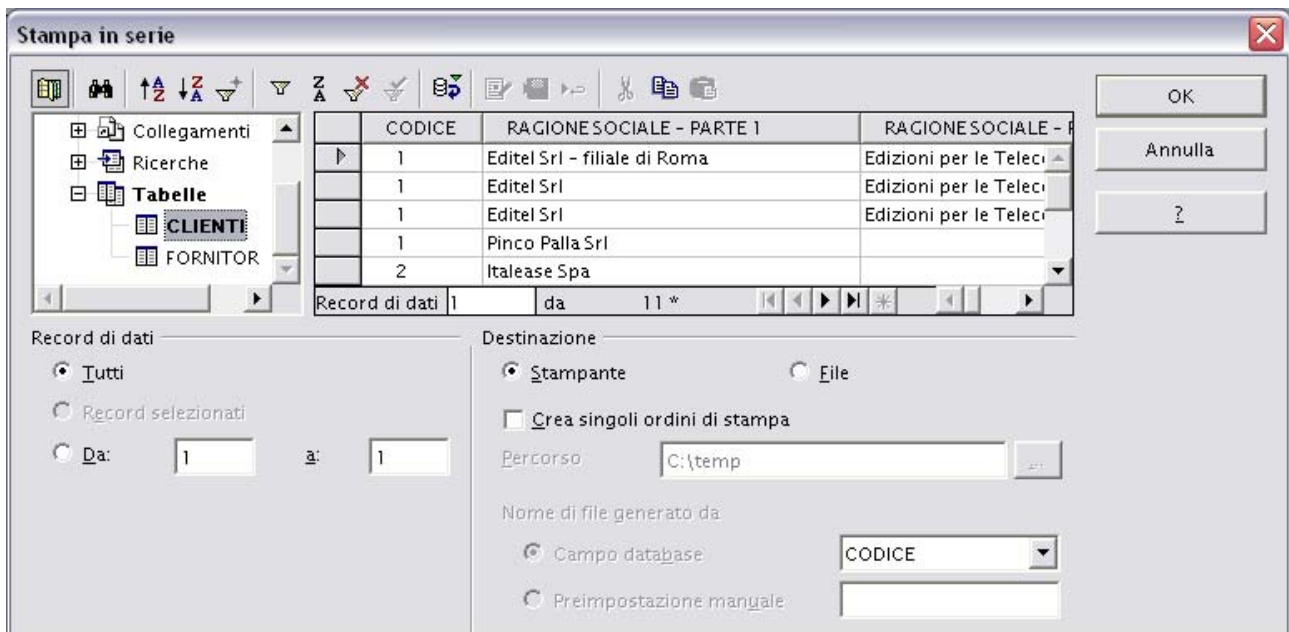 Stampa in serie
OK
Annulla
?
Collegamenti
Ricerche
Tabelle
CLIENTI
FORNITOR
CODICE RAGIONE SOCIALE - PARTE 1 RAGIONE SOCIALE -
1 Editel Srl - filiale di Roma Edizioni per le
1 Editel Srl Edizioni per le
1 Editel Srl Edizioni per le
1 Pinco Palla Srl
2 Italease Spa
Record di dati 1 da 11 *
Record di dati
Tutti
Record selezionati
Da: 1 a: 1
Destinazione
Stampante File
Crea singoli ordini di stampa
Percorso C:\temp ...
Nome di file generato da
Campo database CODICE
Preimpostazione manuale